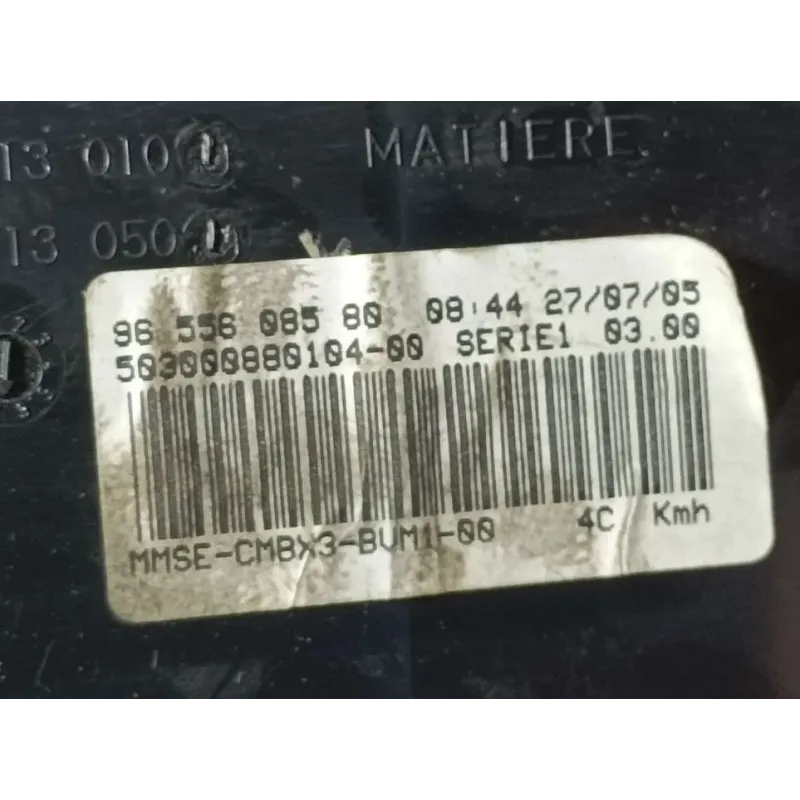 13 010
MATIERE
13 050
96 556 085 80 08:44 27/07/05
503000880104-00 SERIE1 03.00
MMSE-CMBX3-BVM1-00 4C Kmh